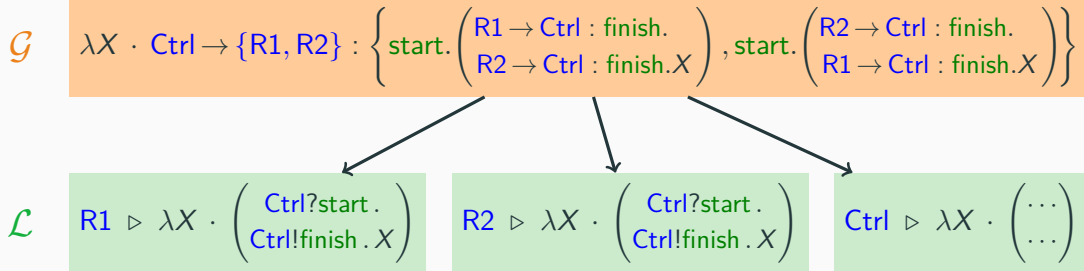 𝒢 λX · Ctrl → {R1, R2} : { start. ( R1 → Ctrl : finish. R2 → Ctrl : finish.X ) , start. ( R2 → Ctrl : finish. R1 → Ctrl : finish.X ) }
ℒ R1 ▷ λX · ( Ctrl?start . Ctrl!finish . X ) R2 ▷ λX · ( Ctrl?start . Ctrl!finish . X ) Ctrl ▷ λX · ( ... ... )